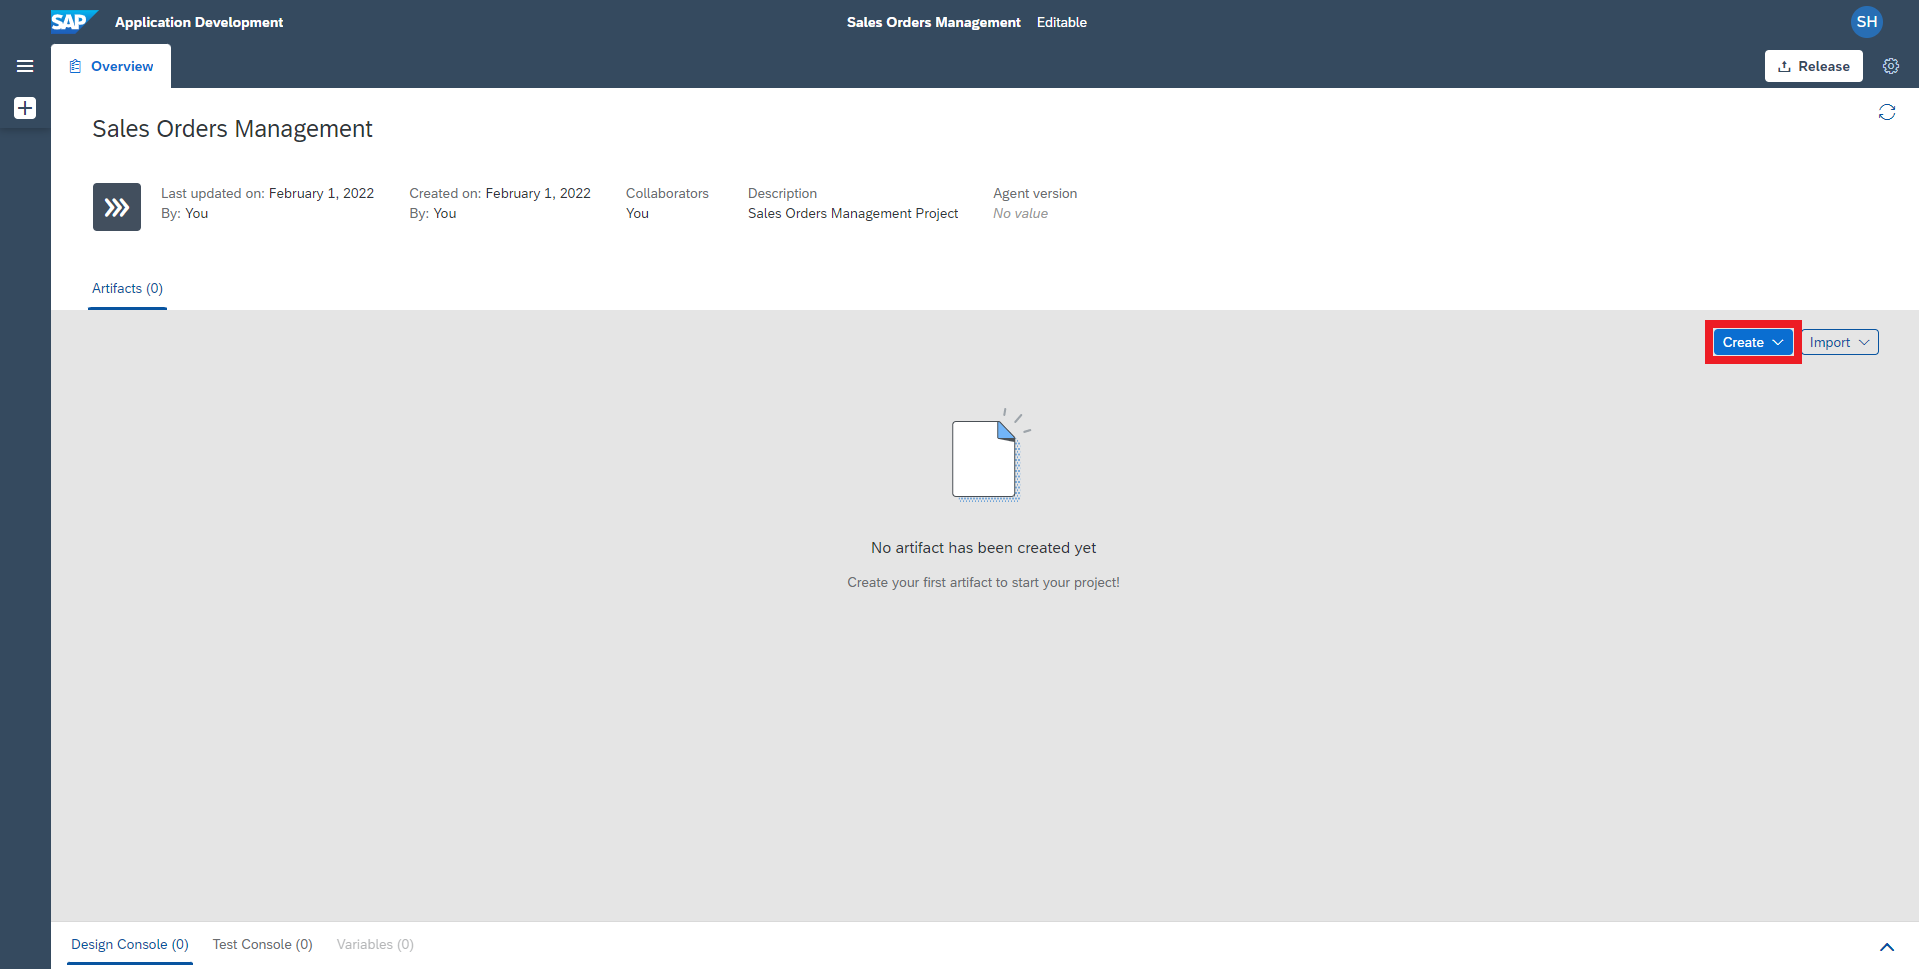 SAP Application Development
Sales Orders Management Editable
SH
Overview
Release
Sales Orders Management
Last updated on: February 1, 2022
By: You
Created on: February 1, 2022
By: You
Collaborators
You
Description
Sales Orders Management Project
Agent version
No value
Artifacts (0)
Create
Import
No artifact has been created yet
Create your first artifact to start your project!
Design Console (0) Test Console (0) Variables (0)